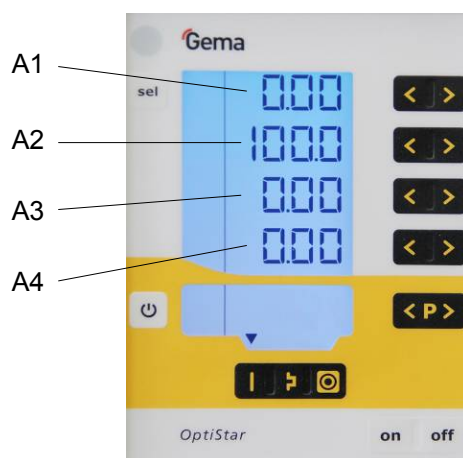 Gema
A1
0.00
sel
< >
A2
100.0
< >
A3
0.00
< >
A4
0.00
< >
< P >
OptiStar
on off